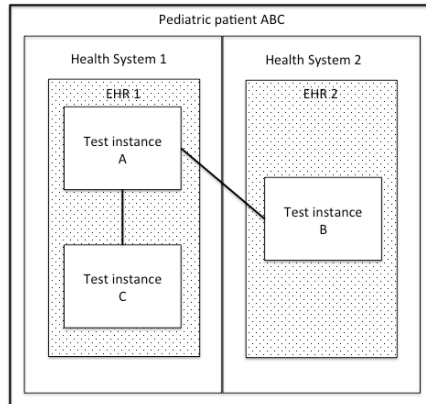 Pediatric patient ABC
Health System 1
EHR 1
Test instance
A
Test instance
C
Health System 2
EHR 2
Test instance
B